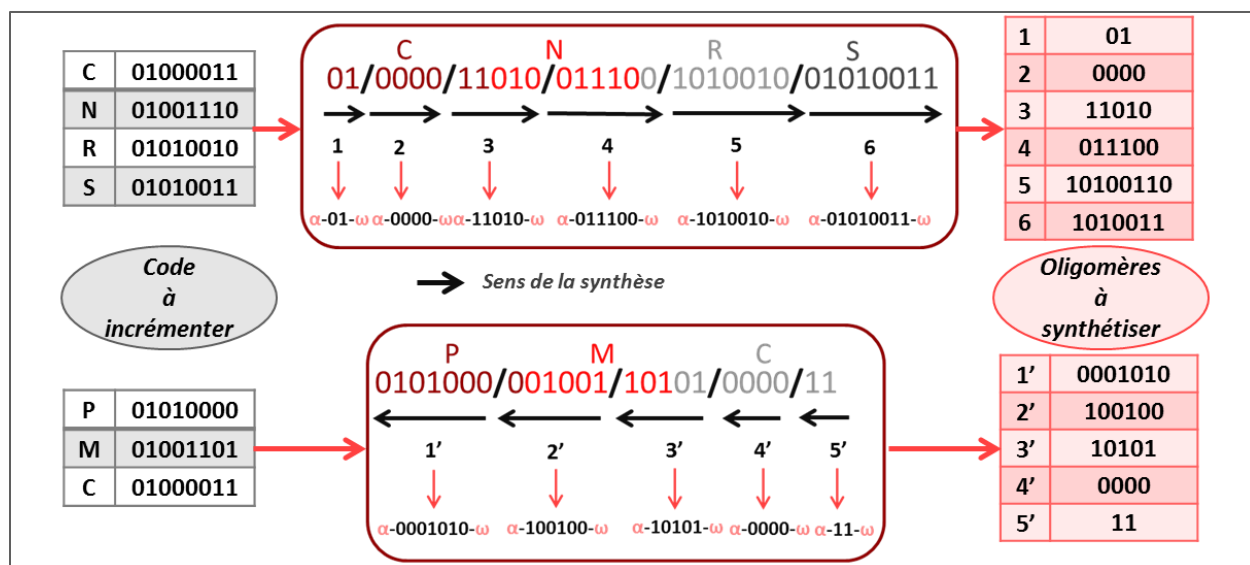 C 01000011
N 01001110
R 01010010
S 01010011
C N R S
01/0000/11010/011100/1010010/01010011
1 2 3 4 5 6
α-01-ω α-0000-ω α-11010-ω α-011100-ω α-1010010-ω α-01010011-ω
1 01
2 0000
3 11010
4 011100
5 10100110
6 1010011
Code
à
incrémenter
Sens de la synthèse
Oligomères
à
synthétiser
P 01010000
M 01001101
C 01000011
P M C
0101000/001001/10101/0000/11
1’ 2’ 3’ 4’ 5’
α-0001010-ω α-100100-ω α-10101-ω α-0000-ω α-11-ω
1’ 0001010
2’ 100100
3’ 10101
4’ 0000
5’ 11